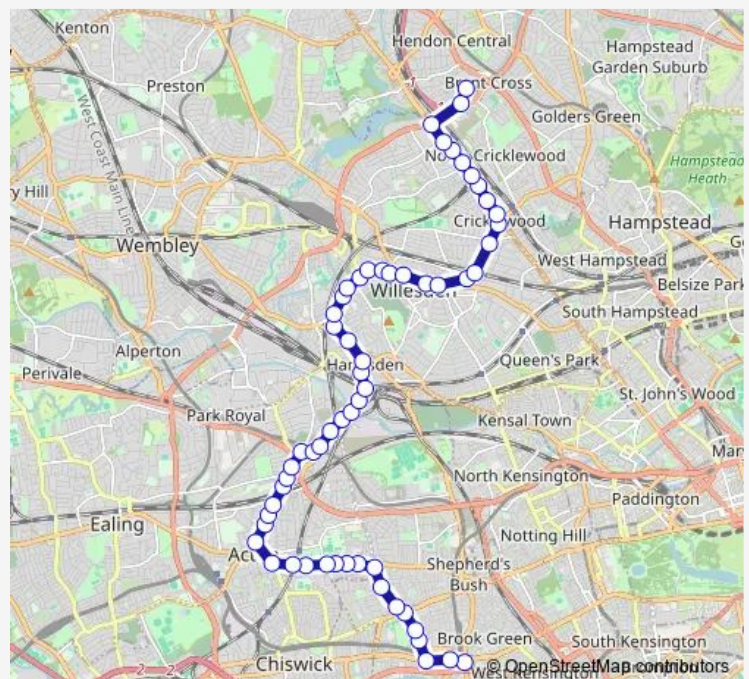 Kenton
Hendon Central
Hampstead
Garden Suburb
Preston
Brent Cross
Golders Green
Cricklewood
Hampstead
Heath
West Coast Main Line
Wembley
Hampstead
West Hampstead
Belsize Park
Willesden
South Hampstead
Alperton
Perivale
Queen's Park
St. John's Wood
Park Royal
Kensal Town
North Kensington
Paddington
Ealing
Notting Hill
Shepherd's
Bush
Brook Green
South Kensington
Chiswick
2 2
© OpenStreetMap contributors